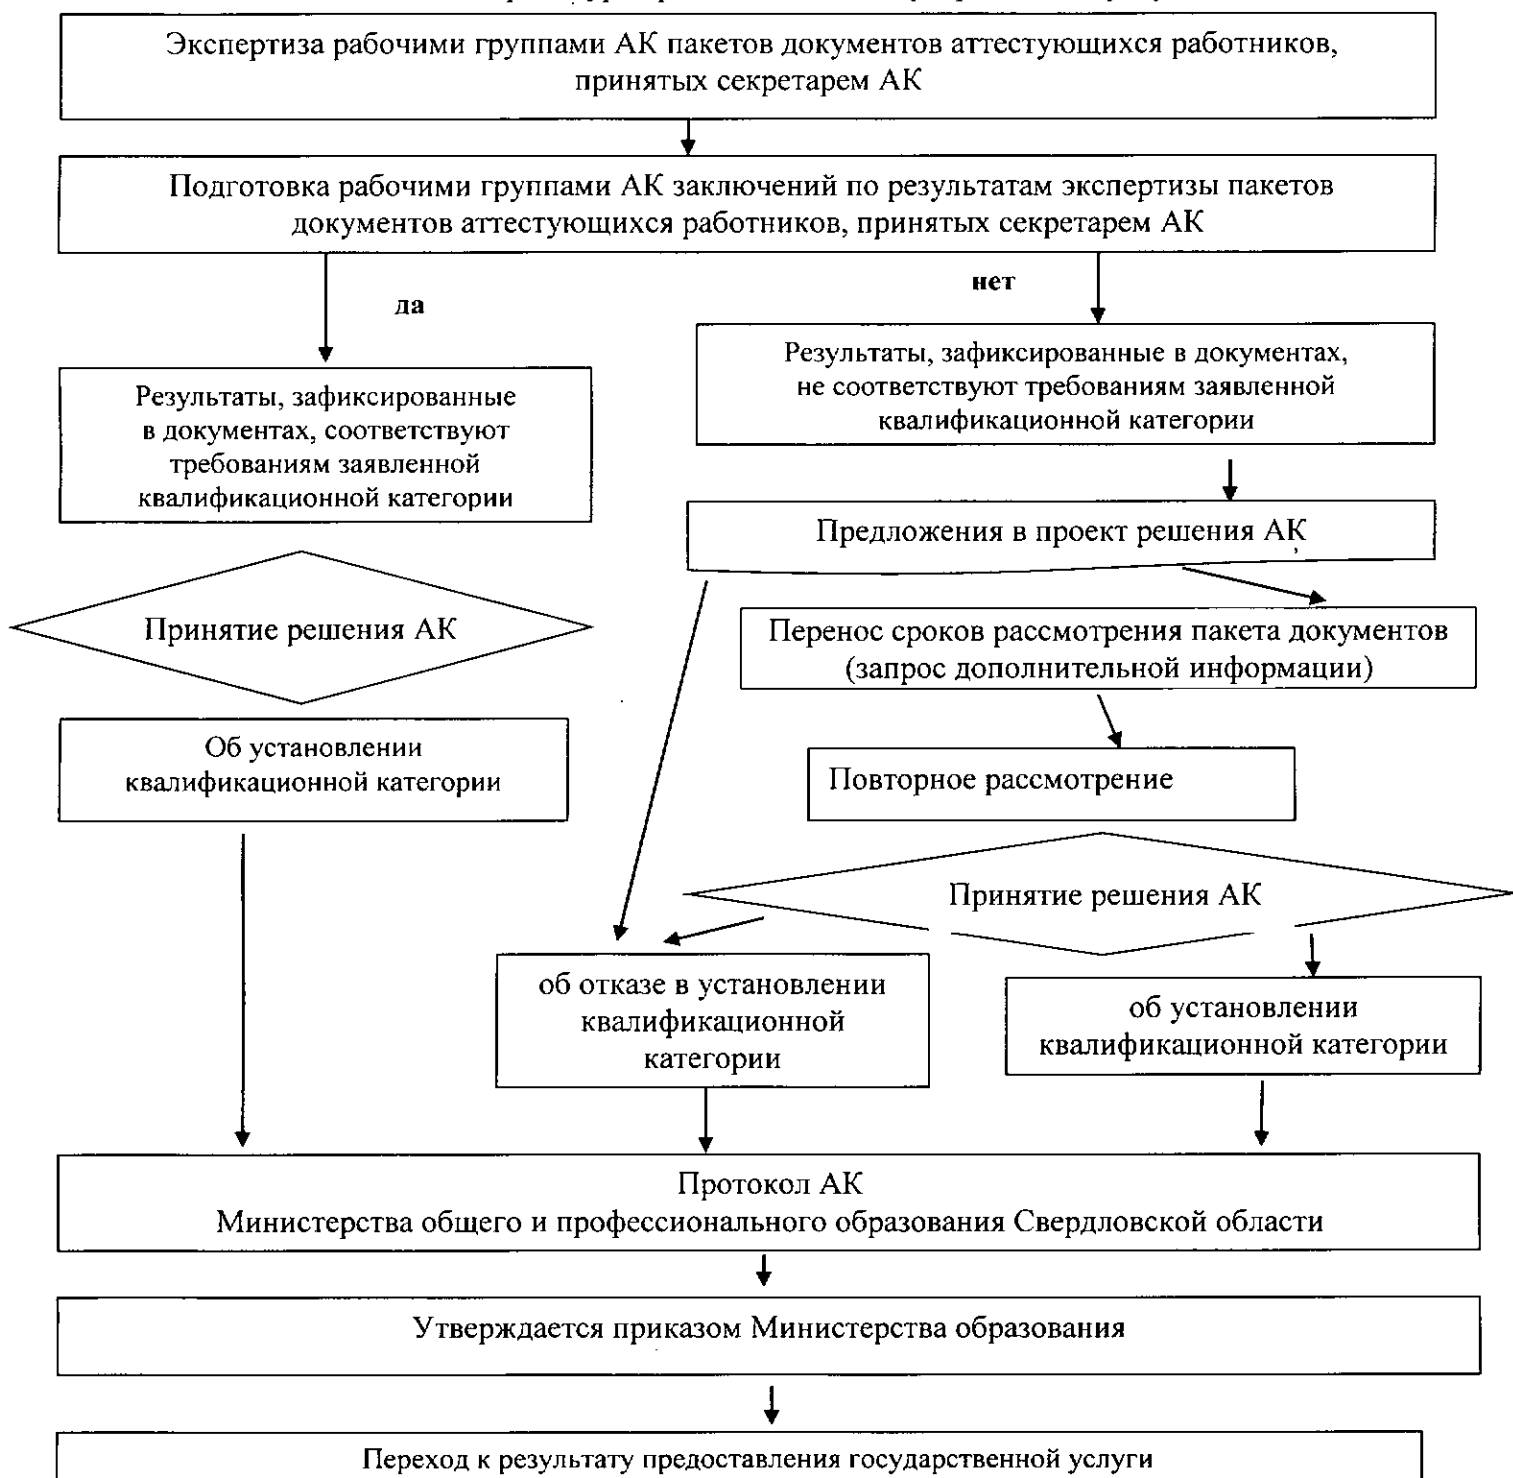 Экспертиза рабочими группами АК пакетов документов аттестующихся работников,
принятых секретарем АК
Подготовка рабочими группами АК заключений по результатам экспертизы пакетов
документов аттестующихся работников, принятых секретарем АК
да
нет
Результаты, зафиксированные
в документах, соответствуют
требованиям заявленной
квалификационной категории
Результаты, зафиксированные в документах,
не соответствуют требованиям заявленной
квалификационной категории
Предложения в проект решения АК
Принятие решения АК
Перенос сроков рассмотрения пакета документов
(запрос дополнительной информации)
Об установлении
квалификационной категории
Повторное рассмотрение
Принятие решения АК
об отказе в установлении
квалификационной
категории
об установлении
квалификационной категории
Протокол АК
Министерства общего и профессионального образования Свердловской области
Утверждается приказом Министерства образования
Переход к результату предоставления государственной услуги